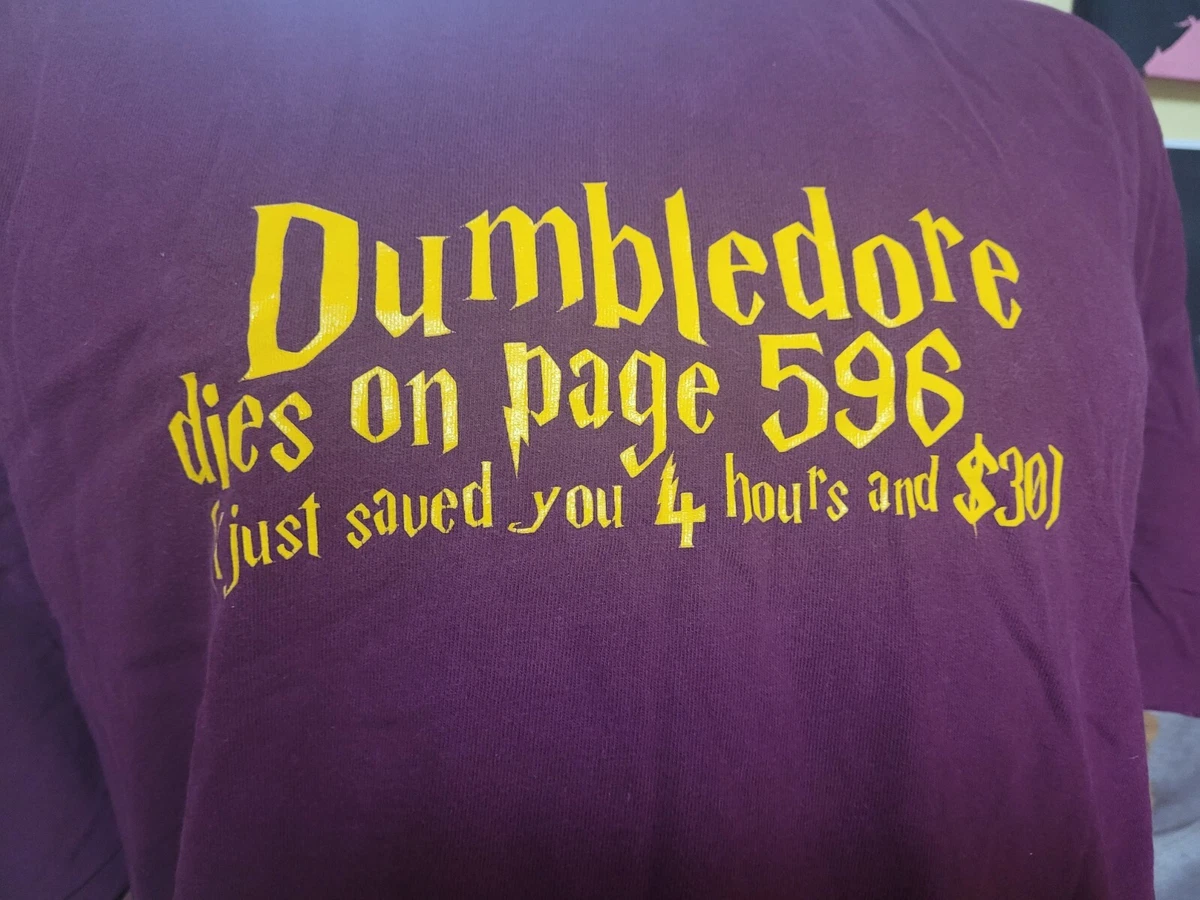 Dumbledore
dies on page 596
(just saved you 4 hours and $30)